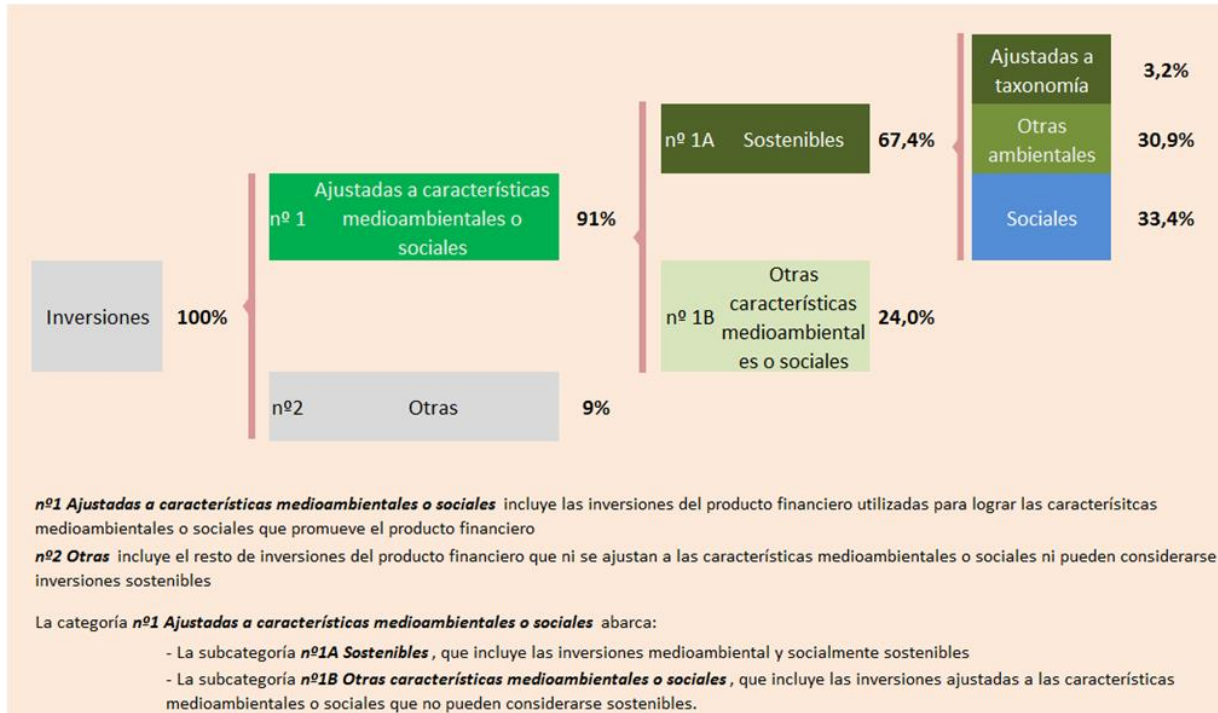 Ajustadas a
taxonomía
3,2%
nº 1A Sostenibles 67,4%
Otras
ambientales
30,9%
nº 1
Ajustadas a características
medioambientales o
sociales
91%
Sociales 33,4%
Inversiones 100%
nº 1B
Otras
características
medioambiental
es o sociales
24,0%
nº2 Otras 9%
nº1 Ajustadas a características medioambientales o sociales incluye las inversiones del producto financiero utilizadas para lograr las caracterísitcas
medioambientales o sociales que promueve el producto financiero
nº2 Otras incluye el resto de inversiones del producto financiero que ni se ajustan a las características medioambientales o sociales ni pueden considerarse
inversiones sostenibles
La categoría nº1 Ajustadas a características medioambientales o sociales abarca:
- La subcategoría nº1A Sostenibles, que incluye las inversiones medioambiental y socialmente sostenibles
- La subcategoría nº1B Otras características medioambientales o sociales, que incluye las inversiones ajustadas a las características
medioambientales o sociales que no pueden considerarse sostenibles.